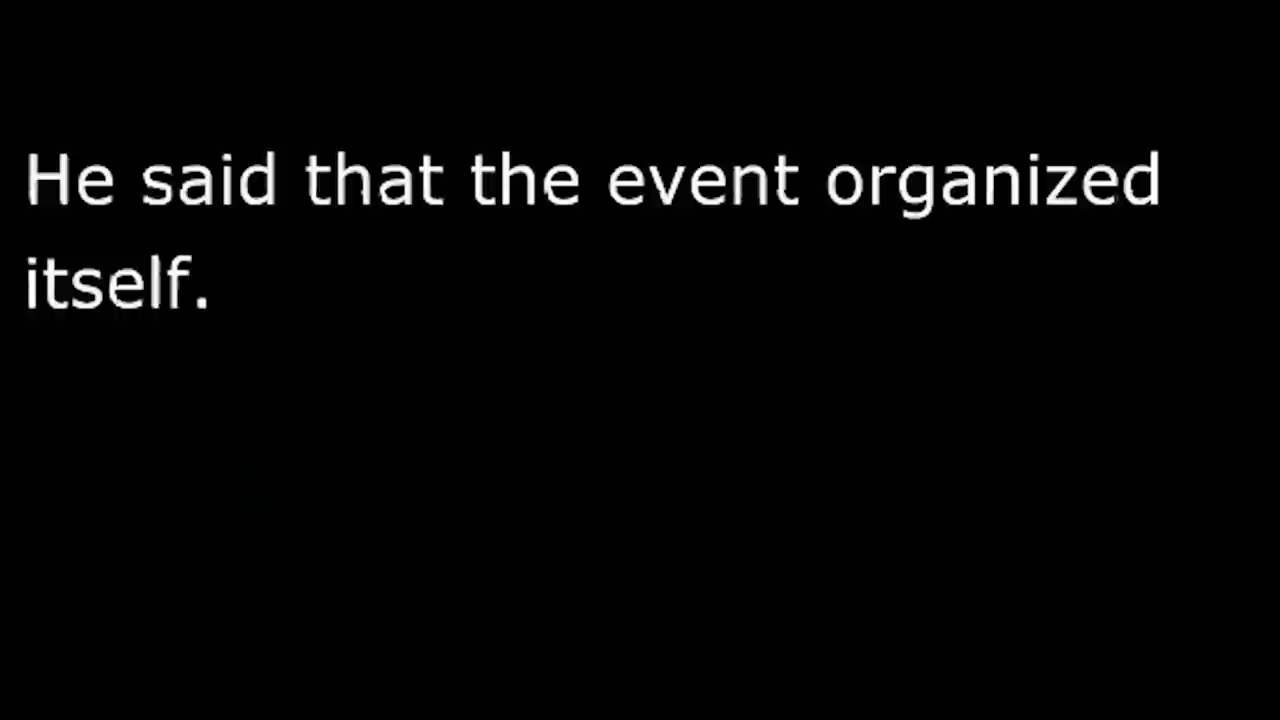 He said that the event organized
itself.